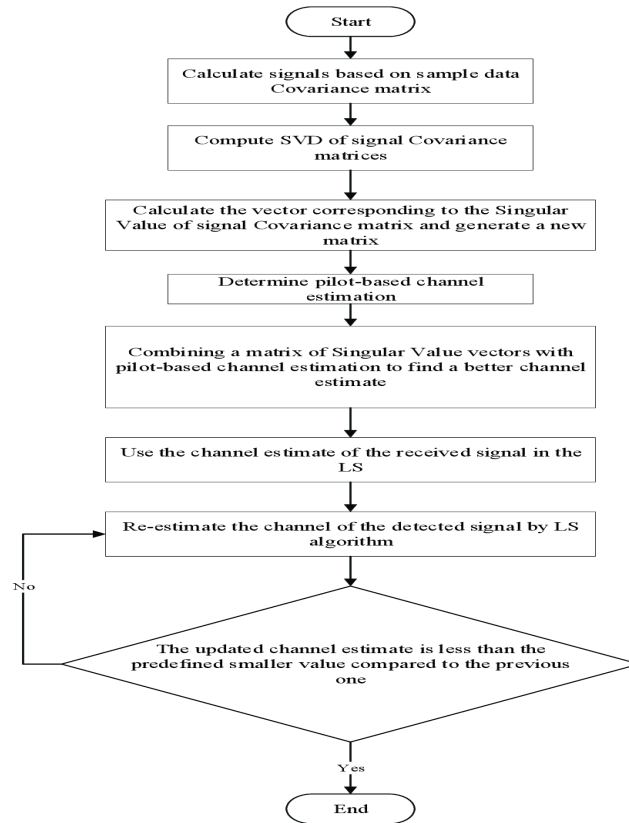 Start
Calculate signals based on sample data
Covariance matrix
Compute SVD of signal Covariance
matrices
Calculate the vector corresponding to the Singular
Value of signal Covariance matrix and generate a new
matrix
Determine pilot-based channel
estimation
Combining a matrix of Singular Value vectors with
pilot-based channel estimation to find a better channel
estimate
Use the channel estimate of the received signal in the
LS
Re-estimate the channel of the detected signal by LS
algorithm
No
The updated channel estimate is less than the
predefined smaller value compared to the previous
one
Yes
End